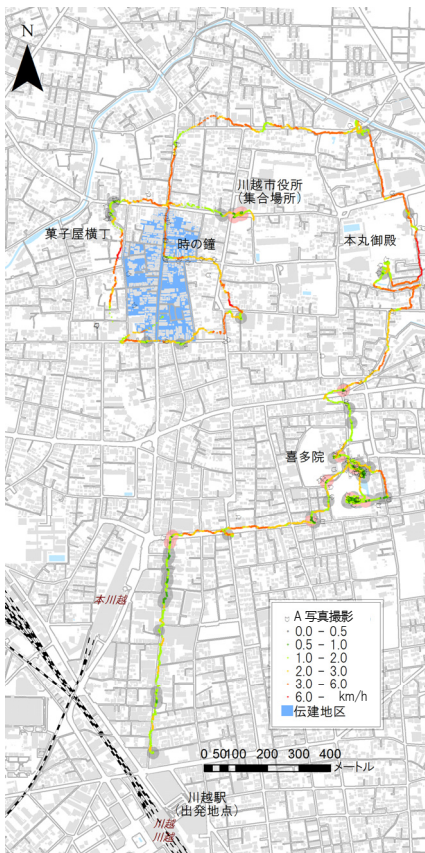 N
川越市役所
(集合場所)
菓子屋横丁
時の鐘
本丸御殿
喜多院
本川越
A 写真撮影
0.0 - 0.5
0.5 - 1.0
1.0 - 2.0
2.0 - 3.0
3.0 - 6.0
6.0 - km/h
伝建地区
0 50100 200 300 400
メートル
川越駅
(出発地点)
川越
川越